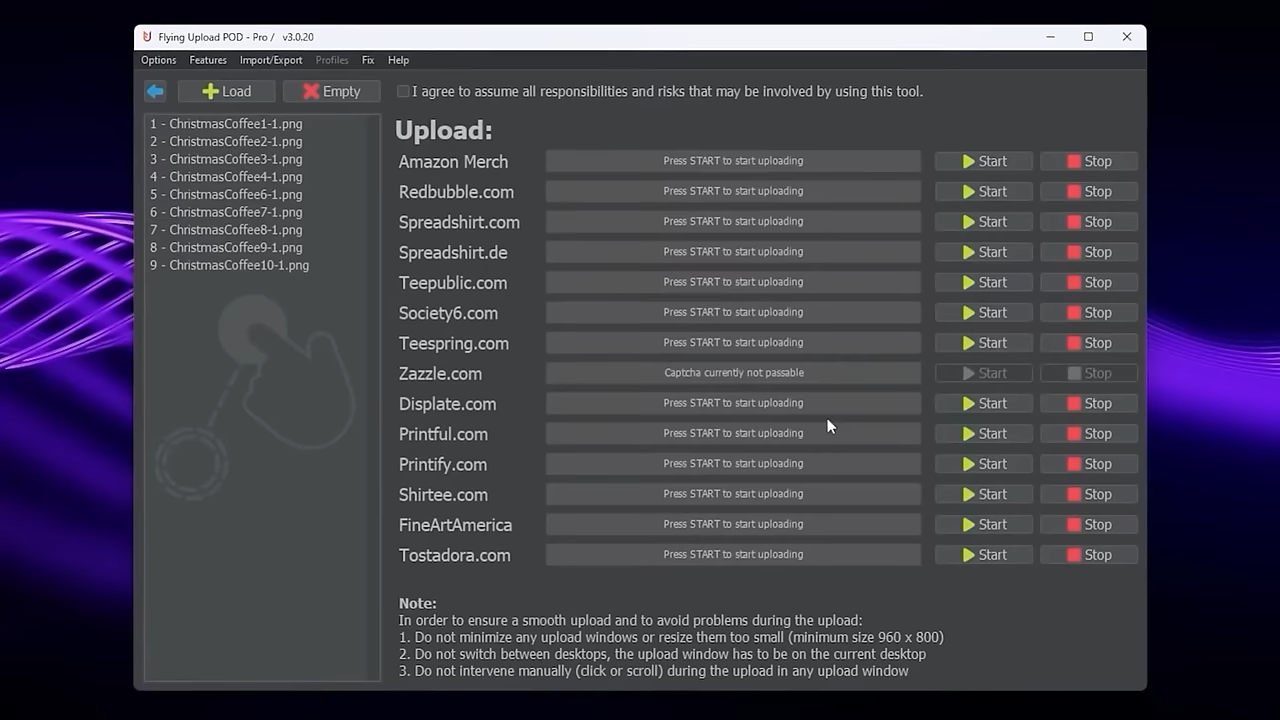 Flying Upload POD - Pro / v3.0.20
Options Features Import/Export Profiles Fix Help
Load Empty I agree to assume all responsibilities and risks that may be involved by using this tool.
1 - ChristmasCoffee1-1.png
2 - ChristmasCoffee2-1.png
3 - ChristmasCoffee3-1.png
4 - ChristmasCoffee4-1.png
5 - ChristmasCoffee6-1.png
6 - ChristmasCoffee7-1.png
7 - ChristmasCoffee8-1.png
8 - ChristmasCoffee9-1.png
9 - ChristmasCoffee10-1.png
Upload:
Amazon Merch Press START to start uploading Start Stop
Redbubble.com Press START to start uploading Start Stop
Spreadshirt.com Press START to start uploading Start Stop
Spreadshirt.de Press START to start uploading Start Stop
Teepublic.com Press START to start uploading Start Stop
Society6.com Press START to start uploading Start Stop
Teespring.com Press START to start uploading Start Stop
Zazzle.com Captcha currently not passable Start Stop
Displate.com Press START to start uploading Start Stop
Printful.com Press START to start uploading Start Stop
Printify.com Press START to start uploading Start Stop
Shirtee.com Press START to start uploading Start Stop
FineArtAmerica Press START to start uploading Start Stop
Tostadora.com Press START to start uploading Start Stop
Note:
In order to ensure a smooth upload and to avoid problems during the upload:
1. Do not minimize any upload windows or resize them too small (minimum size 960 x 800)
2. Do not switch between desktops, the upload window has to be on the current desktop
3. Do not intervene manually (click or scroll) during the upload in any upload window